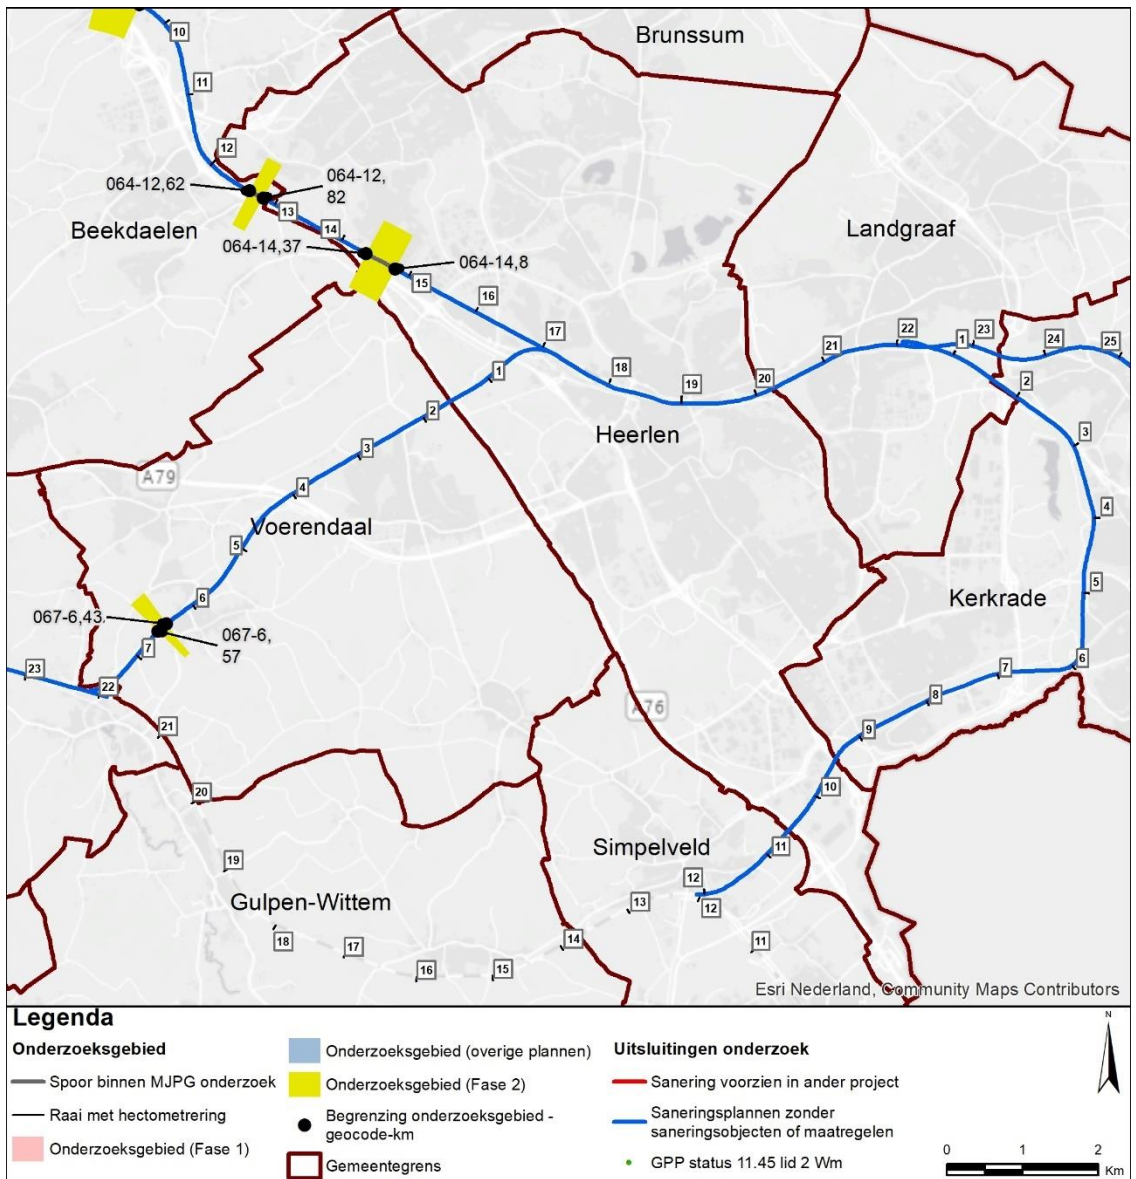 Brunssum
10
11
12
064-12,62
064-12,
82
Beekdaelen
13
14
Landgraaf
064-14,37
064-14,8
15
16
17
22
23
1
21
24
25
18
1
19
20
2
2
Heerlen
3
3
A79
4
4
Voerendaal
5
5
6
Kerkrade
067-6,43
067-6,
57
7
23
22
6
7
8
A76
21
9
20
10
Simpelveld
11
19
12
13
12
Gulpen-Wittem
18
17
14
11
16
15
Esri Nederland, Community Maps Contributors
Legenda
Onderzoeksgebied
Spoor binnen MJPG onderzoek
Raai met hectometrering
Onderzoeksgebied (Fase 1)
Onderzoeksgebied (overige plannen)
Onderzoeksgebied (Fase 2)
Begrenzing onderzoeksgebied -
geocode-km
Gemeentegrens
Uitsluitingen onderzoek
Sanering voorzien in ander project
Saneringsplannen zonder
saneringsobjecten of maatregelen
GPP status 11.45 lid 2 Wm
N
0 1 2
Km